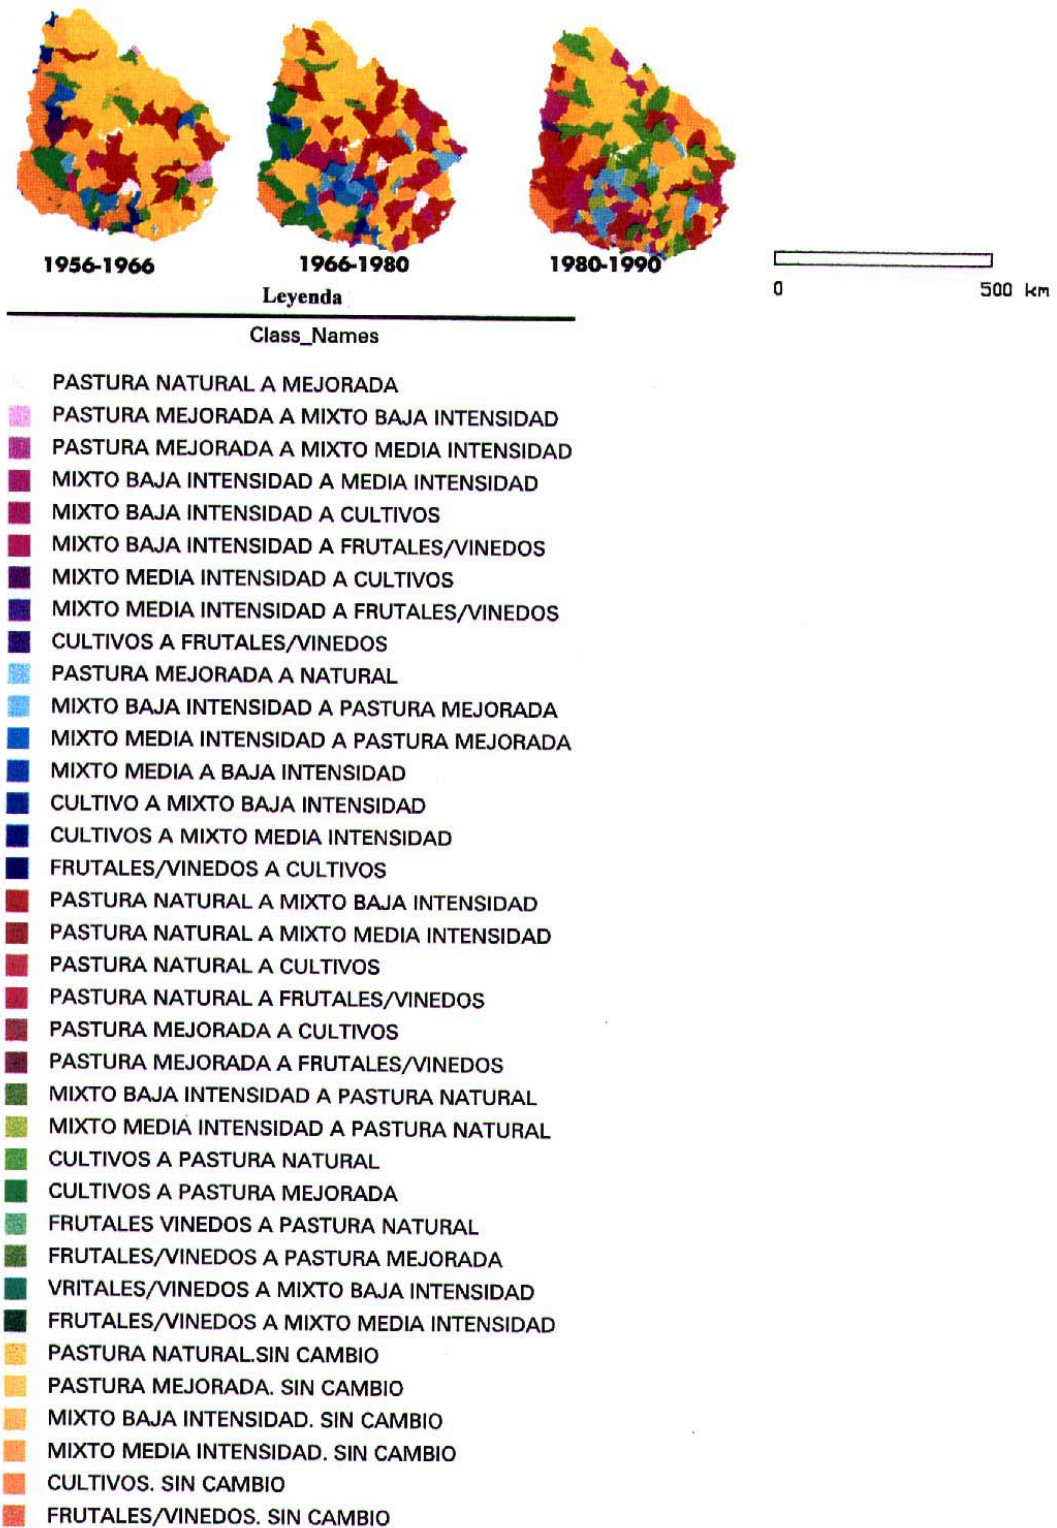 1956-1966
1966-1980
1980-1990
0 500 km
Leyenda
Class_Names
PASTURA NATURAL A MEJORADA
PASTURA MEJORADA A MIXTO BAJA INTENSIDAD
PASTURA MEJORADA A MIXTO MEDIA INTENSIDAD
MIXTO BAJA INTENSIDAD A MEDIA INTENSIDAD
MIXTO BAJA INTENSIDAD A CULTIVOS
MIXTO BAJA INTENSIDAD A FRUTALES/VINEDOS
MIXTO MEDIA INTENSIDAD A CULTIVOS
MIXTO MEDIA INTENSIDAD A FRUTALES/VINEDOS
CULTIVOS A FRUTALES/VINEDOS
PASTURA MEJORADA A NATURAL
MIXTO BAJA INTENSIDAD A PASTURA MEJORADA
MIXTO MEDIA INTENSIDAD A PASTURA MEJORADA
MIXTO MEDIA A BAJA INTENSIDAD
CULTIVO A MIXTO BAJA INTENSIDAD
CULTIVOS A MIXTO MEDIA INTENSIDAD
FRUTALES/VINEDOS A CULTIVOS
PASTURA NATURAL A MIXTO BAJA INTENSIDAD
PASTURA NATURAL A MIXTO MEDIA INTENSIDAD
PASTURA NATURAL A CULTIVOS
PASTURA NATURAL A FRUTALES/VINEDOS
PASTURA MEJORADA A CULTIVOS
PASTURA MEJORADA A FRUTALES/VINEDOS
MIXTO BAJA INTENSIDAD A PASTURA NATURAL
MIXTO MEDIA INTENSIDAD A PASTURA NATURAL
CULTIVOS A PASTURA NATURAL
CULTIVOS A PASTURA MEJORADA
FRUTALES VINEDOS A PASTURA NATURAL
FRUTALES/VINEDOS A PASTURA MEJORADA
VRITALES/VINEDOS A MIXTO BAJA INTENSIDAD
FRUTALES/VINEDOS A MIXTO MEDIA INTENSIDAD
PASTURA NATURAL.SIN CAMBIO
PASTURA MEJORADA. SIN CAMBIO
MIXTO BAJA INTENSIDAD. SIN CAMBIO
MIXTO MEDIA INTENSIDAD. SIN CAMBIO
CULTIVOS. SIN CAMBIO
FRUTALES/VINEDOS. SIN CAMBIO